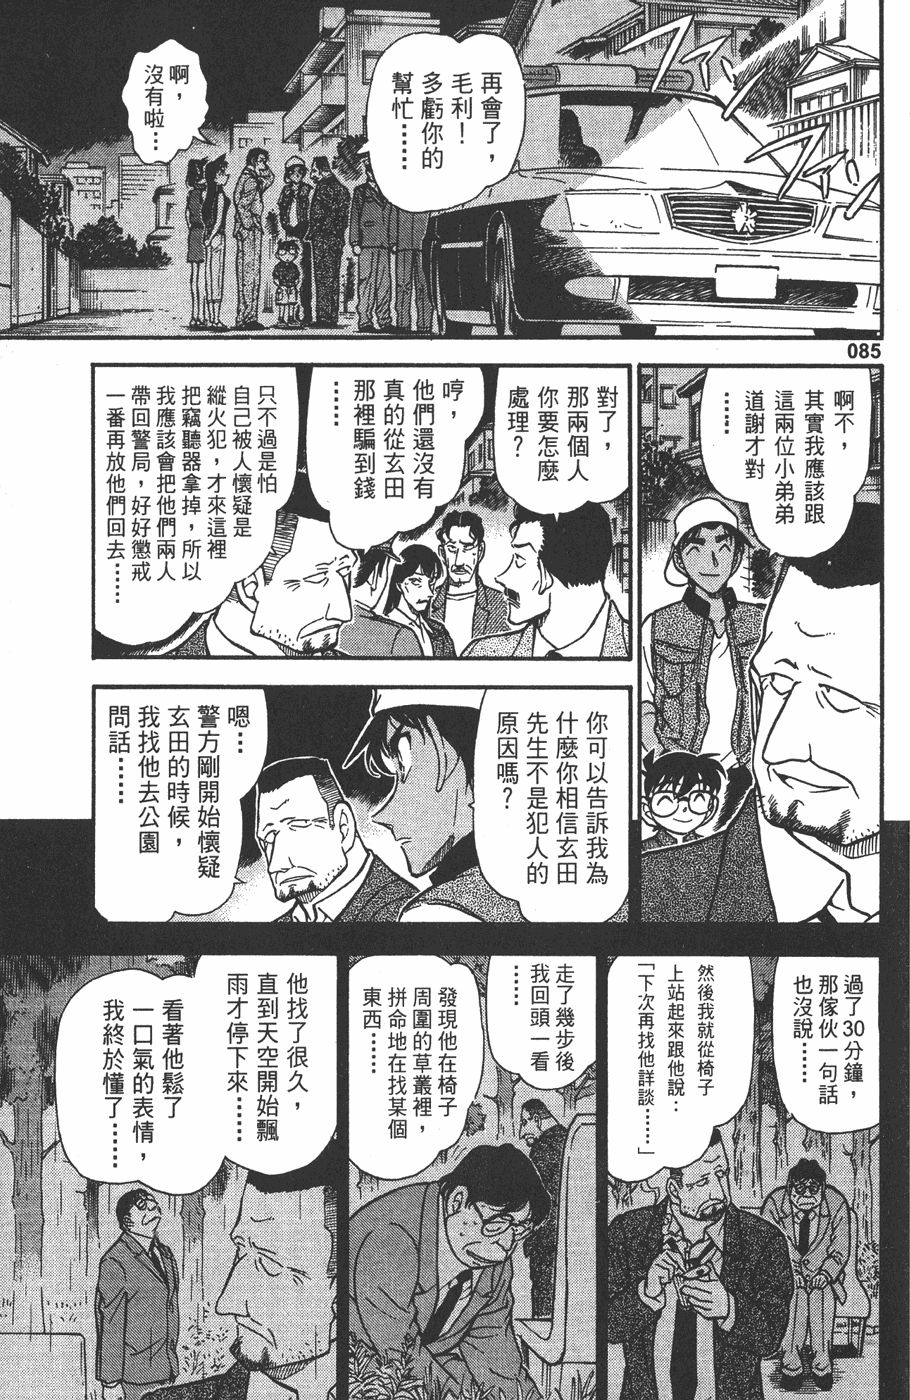 再會了，
毛利！
多虧你的
幫忙……
啊，
沒有啦…
085
啊不，
其實我應該跟
這兩位小弟弟
道謝才對
對了，
那兩個人
你要怎麼
處理？
哼，
他們還沒有
真的從玄田
那裡騙到錢
……
只不過是怕
自己被人懷疑是
縱火犯，才來這裡
把竊聽器拿掉，所以
我應該會把他們兩人
帶回警局，好好懲戒
一番再放他們回去……
你可以告訴我為
什麼你相信玄田
先生不是犯人的
原因嗎？
嗯…
警方剛開始懷疑
玄田的時候，
我找他去公園
問話……
過了30分鐘，
那傢伙一句話
也沒說……
然後我就從椅子
上站起來跟他說：
「下次再找他詳談……」
走了幾步後
我回頭一看
……
發現他在椅子
周圍的草叢裡，
拼命地在找某個
東西……
他找了很久，
直到天空開始飄
雨才停下來……
看著他鬆了
一口氣的表情，
我終於懂了……